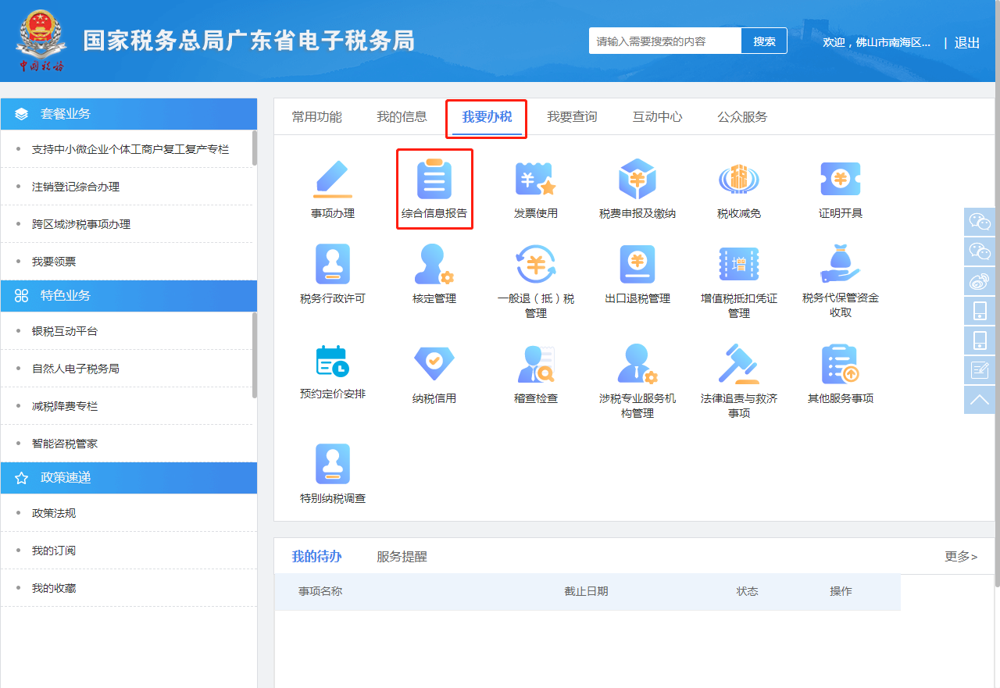 国家税务总局广东省电子税务局
中国税务
请输入需要搜索的内容
搜索
欢迎，佛山市南海区... | 退出
套餐业务
支持中小微企业个体工商户复工复产专栏
注销登记综合办理
跨区域涉税事项办理
我要领票
特色业务
银税互动平台
自然人电子税务局
减税降费专栏
智能咨税管家
政策速递
政策法规
我的订阅
我的收藏
常用功能 我的信息 我要办税 我要查询 互动中心 公众服务
税
事项办理 综合信息报告 发票使用 税费申报及缴纳 税收减免 证明开具
增
税务行政许可 核定管理 一般退（抵）税
管理
出口退税管理 增值税抵扣凭证
管理
税务代保管资金
收取
预约定价安排 纳税信用 稽查检查 涉税专业服务机
构管理
法律追责与救济
事项
其他服务事项
特别纳税调查
我的待办 服务提醒 更多>
事项名称 截止日期 状态 操作